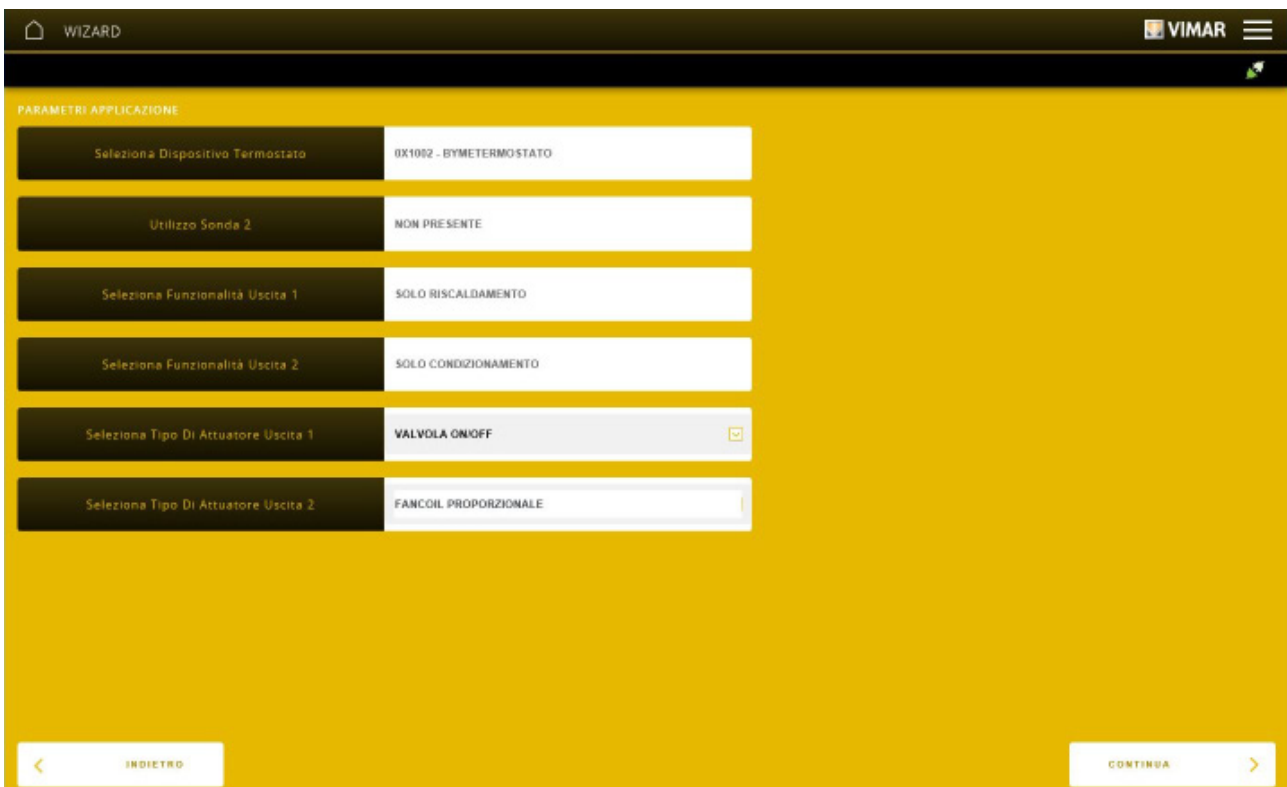 WIZARD
VIMAR
PARAMETRI APPLICAZIONE
Seleziona Dispositivo Termostato
0X1002 - BYMETERMOSTATO
Utilizzo Sonda 2
NON PRESENTE
Seleziona Funzionalità Uscita 1
SOLO RISCALDAMENTO
Seleziona Funzionalità Uscita 2
SOLO CONDIZIONAMENTO
Seleziona Tipo Di Attuatore Uscita 1
VALVOLA ON/OFF
Seleziona Tipo Di Attuatore Uscita 2
FANCOIL PROPORZIONALE
INDIETRO
CONTINUA